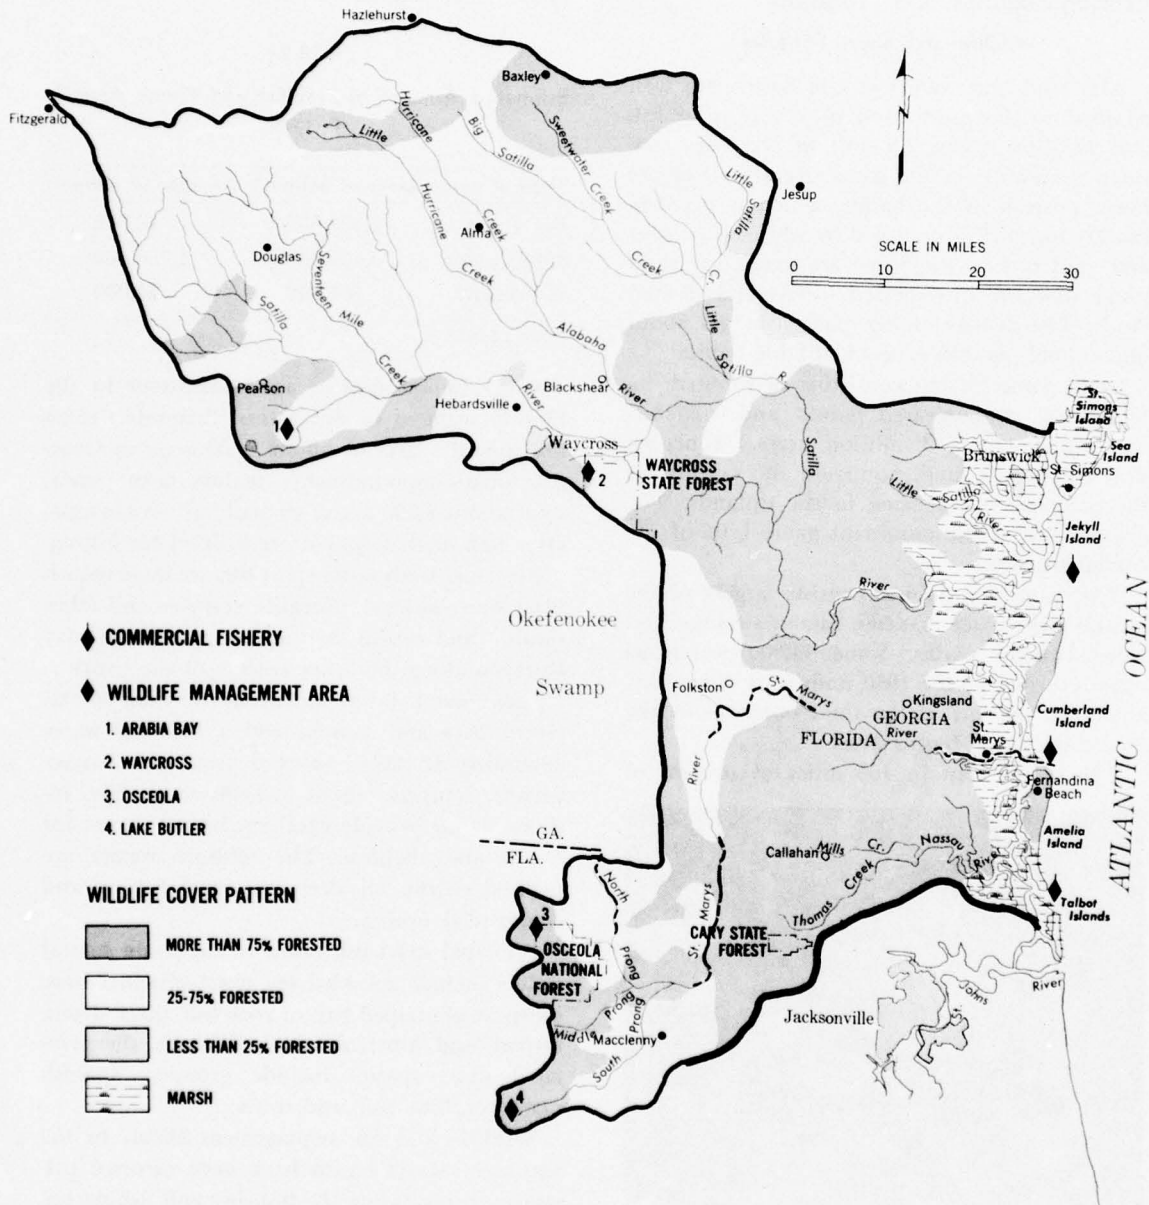 Hazlehurst
Baxley
Fitzgerald
Hurricane
Little
Big
Satilla
Sweetwater
Creek
Little
Satilla
Cr.
Jesup
Hurricane
Creek
Alma
Creek
Creek
Douglas
Seventeen
Mile
Creek
Satilla
Alabaha
River
Little
Satilla
R.
SCALE IN MILES
0 10 20 30
Pearson
1
Blackshear
River
Hebardsville
Waycross
2
WAYCROSS
STATE FOREST
Satilla
St.
Simons
Island
Sea
Island
Brunswick
St. Simons
Little
Satilla
River
Jekyll
Island
River
Okefenokee
Swamp
COMMERCIAL FISHERY
WILDLIFE MANAGEMENT AREA
1. ARABIA BAY
2. WAYCROSS
3. OSCEOLA
4. LAKE BUTLER
Folkston
St.
Marys
Kingsland
GEORGIA
FLORIDA
River
St.
Marys
Cumberland
Island
River
Fernandina
Beach
ATLANTIC OCEAN
GA.
FLA.
Callahan
Mills
Cr.
Nassau
River
Amelia
Island
Thomas
Creek
Talbot
Islands
North
Prong
St. Marys
CARY STATE
FOREST
3
OSCEOLA
NATIONAL
FOREST
Middle
Prong
Prong
South
Macclenny
4
Jacksonville
Johns
River
St.
WILDLIFE COVER PATTERN
MORE THAN 75% FORESTED
25-75% FORESTED
LESS THAN 25% FORESTED
MARSH